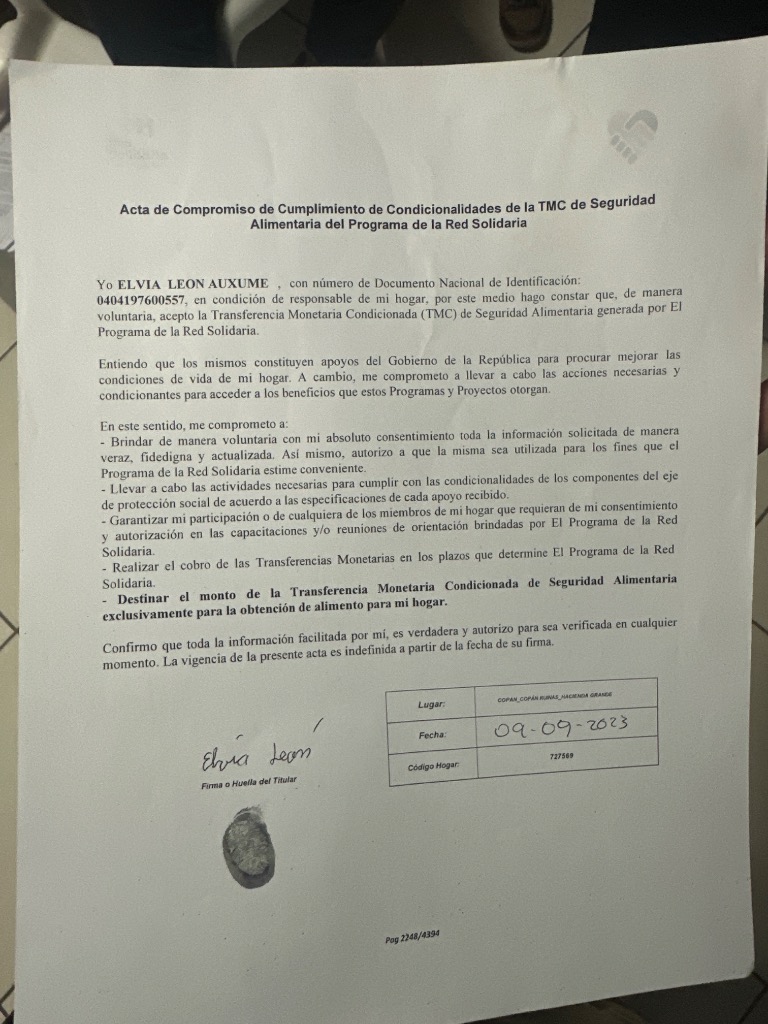 Acta de Compromiso de Cumplimiento de Condicionalidades de la TMC de Seguridad
Alimentaria del Programa de la Red Solidaria
Yo ELVIA LEON AUXUME , con número de Documento Nacional de Identificación:
0404197600557, en condición de responsable de mi hogar, por este medio hago constar que, de manera
voluntaria, acepto la Transferencia Monetaria Condicionada (TMC) de Seguridad Alimentaria generada por El
Programa de la Red Solidaria.
Entiendo que los mismos constituyen apoyos del Gobierno de la República para procurar mejorar las
condiciones de vida de mi hogar. A cambio, me comprometo a llevar a cabo las acciones necesarias y
condicionantes para acceder a los beneficios que estos Programas y Proyectos otorgan.
En este sentido, me comprometo a:
- Brindar de manera voluntaria con mi absoluto consentimiento toda la información solicitada de manera
veraz, fidedigna y actualizada. Así mismo, autorizo a que la misma sea utilizada para los fines que el
Programa de la Red Solidaria estime conveniente.
- Llevar a cabo las actividades necesarias para cumplir con las condicionalidades de los componentes del eje
de protección social de acuerdo a las especificaciones de cada apoyo recibido.
- Garantizar mi participación o de cualquiera de los miembros de mi hogar que requieran de mi consentimiento
y autorización en las capacitaciones y/o reuniones de orientación brindadas por El Programa de la Red
Solidaria.
- Realizar el cobro de las Transferencias Monetarias en los plazos que determine El Programa de la Red
Solidaria.
- Destinar el monto de la Transferencia Monetaria Condicionada de Seguridad Alimentaria
exclusivamente para la obtención de alimento para mi hogar.
Confirmo que toda la información facilitada por mí, es verdadera y autorizo para sea verificada en cualquier
momento. La vigencia de la presente acta es indefinida a partir de la fecha de su firma.
Lugar: COPAN_COPÁN RUINAS_HACIENDA GRANDE
Fecha: 09-09-2023
Código Hogar: 727569
Elvia Leon
Firma o Huella del Titular
Pag 2248/4394